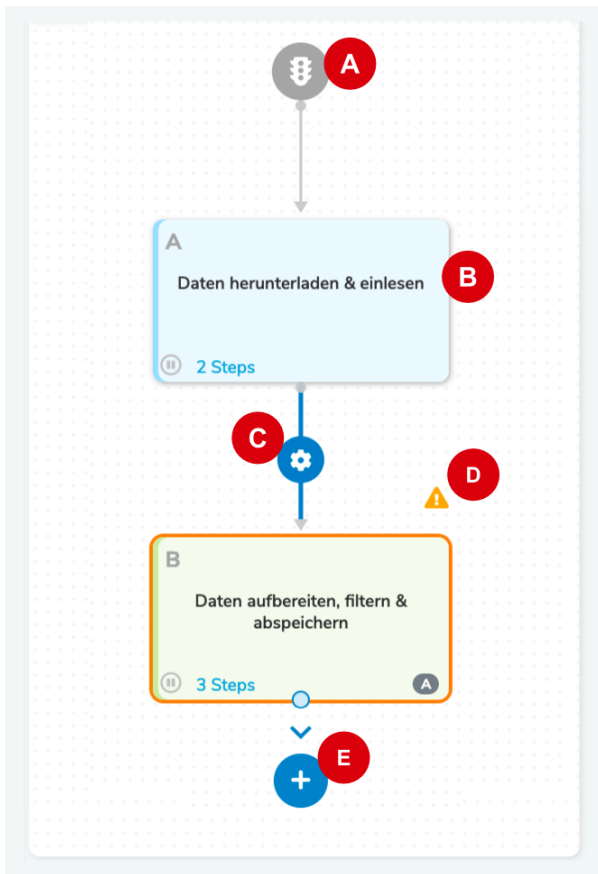 A
A
Daten herunterladen & einlesen
B
2 Steps
C
D
B
Daten aufbereiten, filtern &
abspeichern
3 Steps
A
E